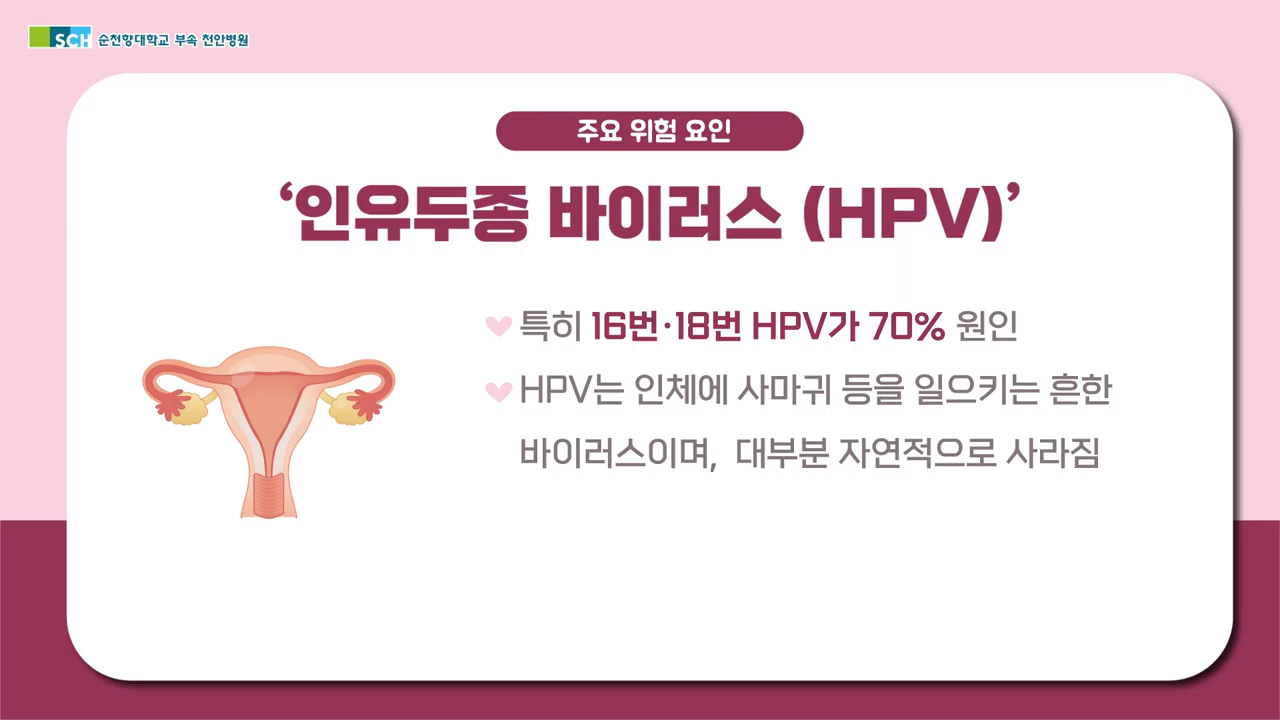 SCH 순천향대학교 부속 천안병원
주요 위험 요인
‘인유두종 바이러스 (HPV)’
특히 16번·18번 HPV가 70% 원인
HPV는 인체에 사마귀 등을 일으키는 흔한
바이러스이며, 대부분 자연적으로 사라짐